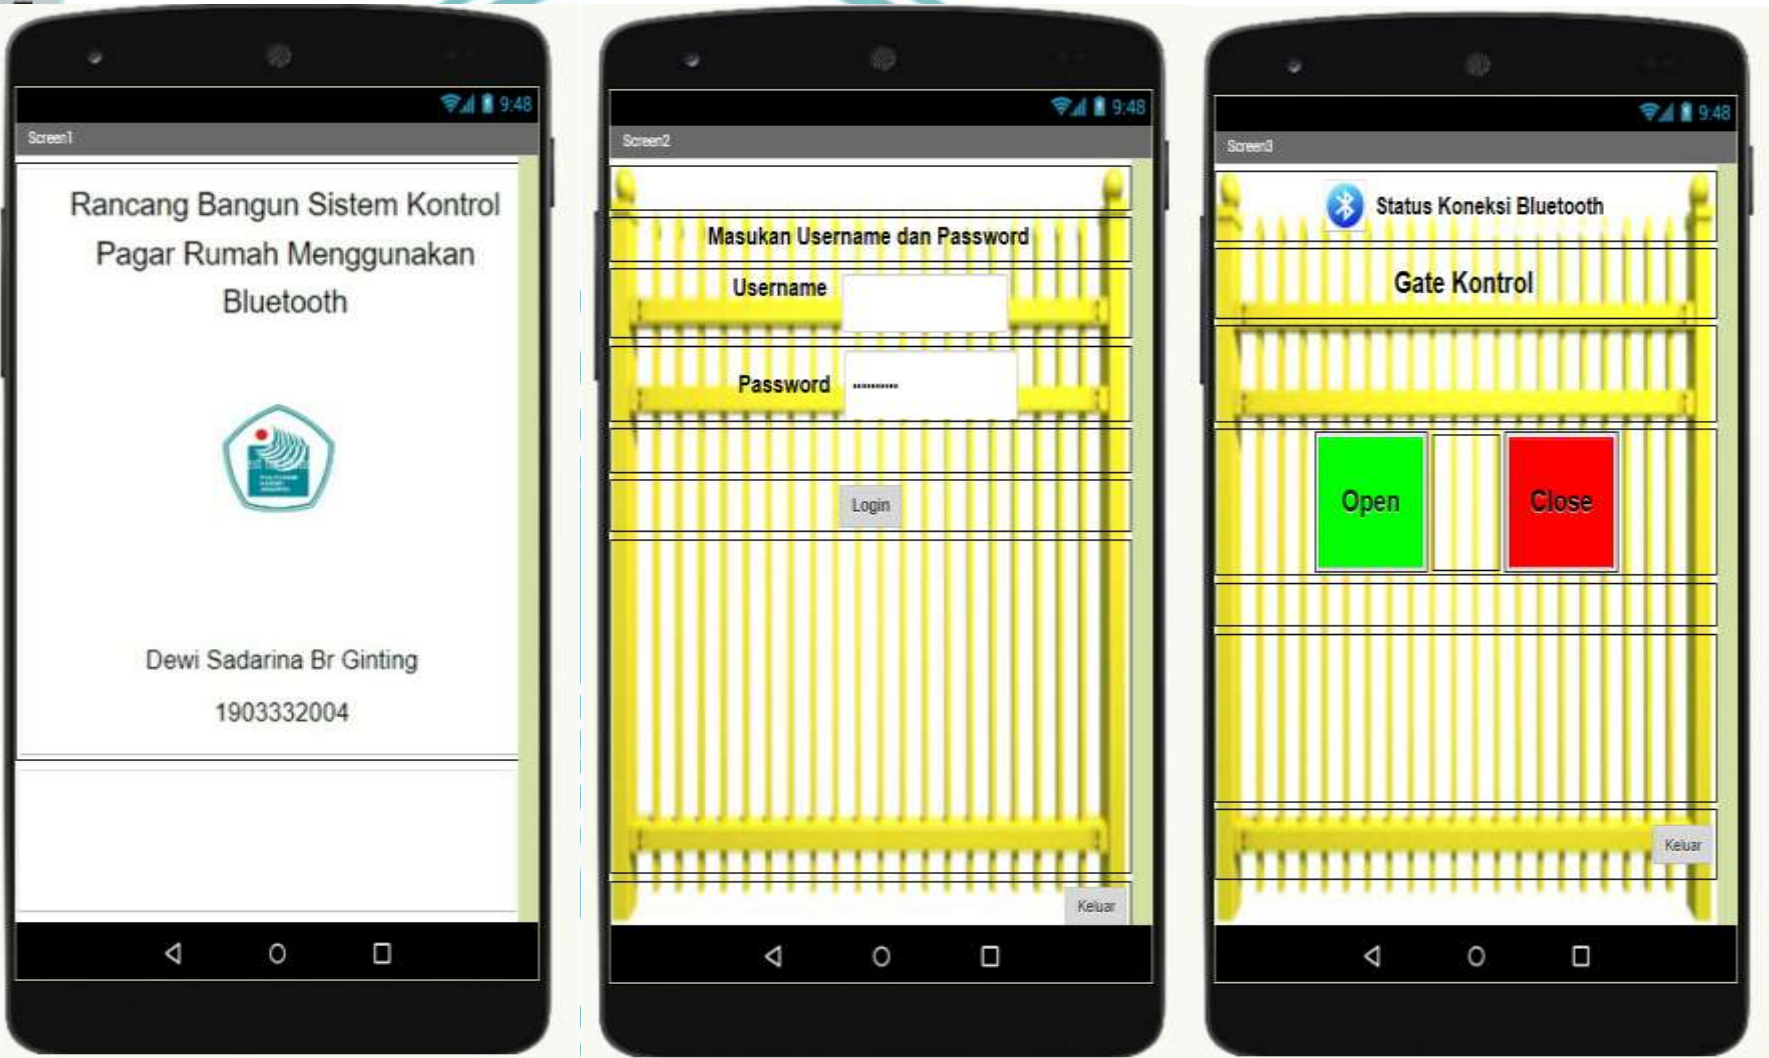 9:48
Screen1
Rancang Bangun Sistem Kontrol
Pagar Rumah Menggunakan
Bluetooth
Dewi Sadarina Br Ginting
1903332004
9:48
Screen2
Masukan Username dan Password
Username
Password
Login
Keluar
9:48
Screen3
Status Koneksi Bluetooth
Gate Kontrol
Open
Close
Keluar